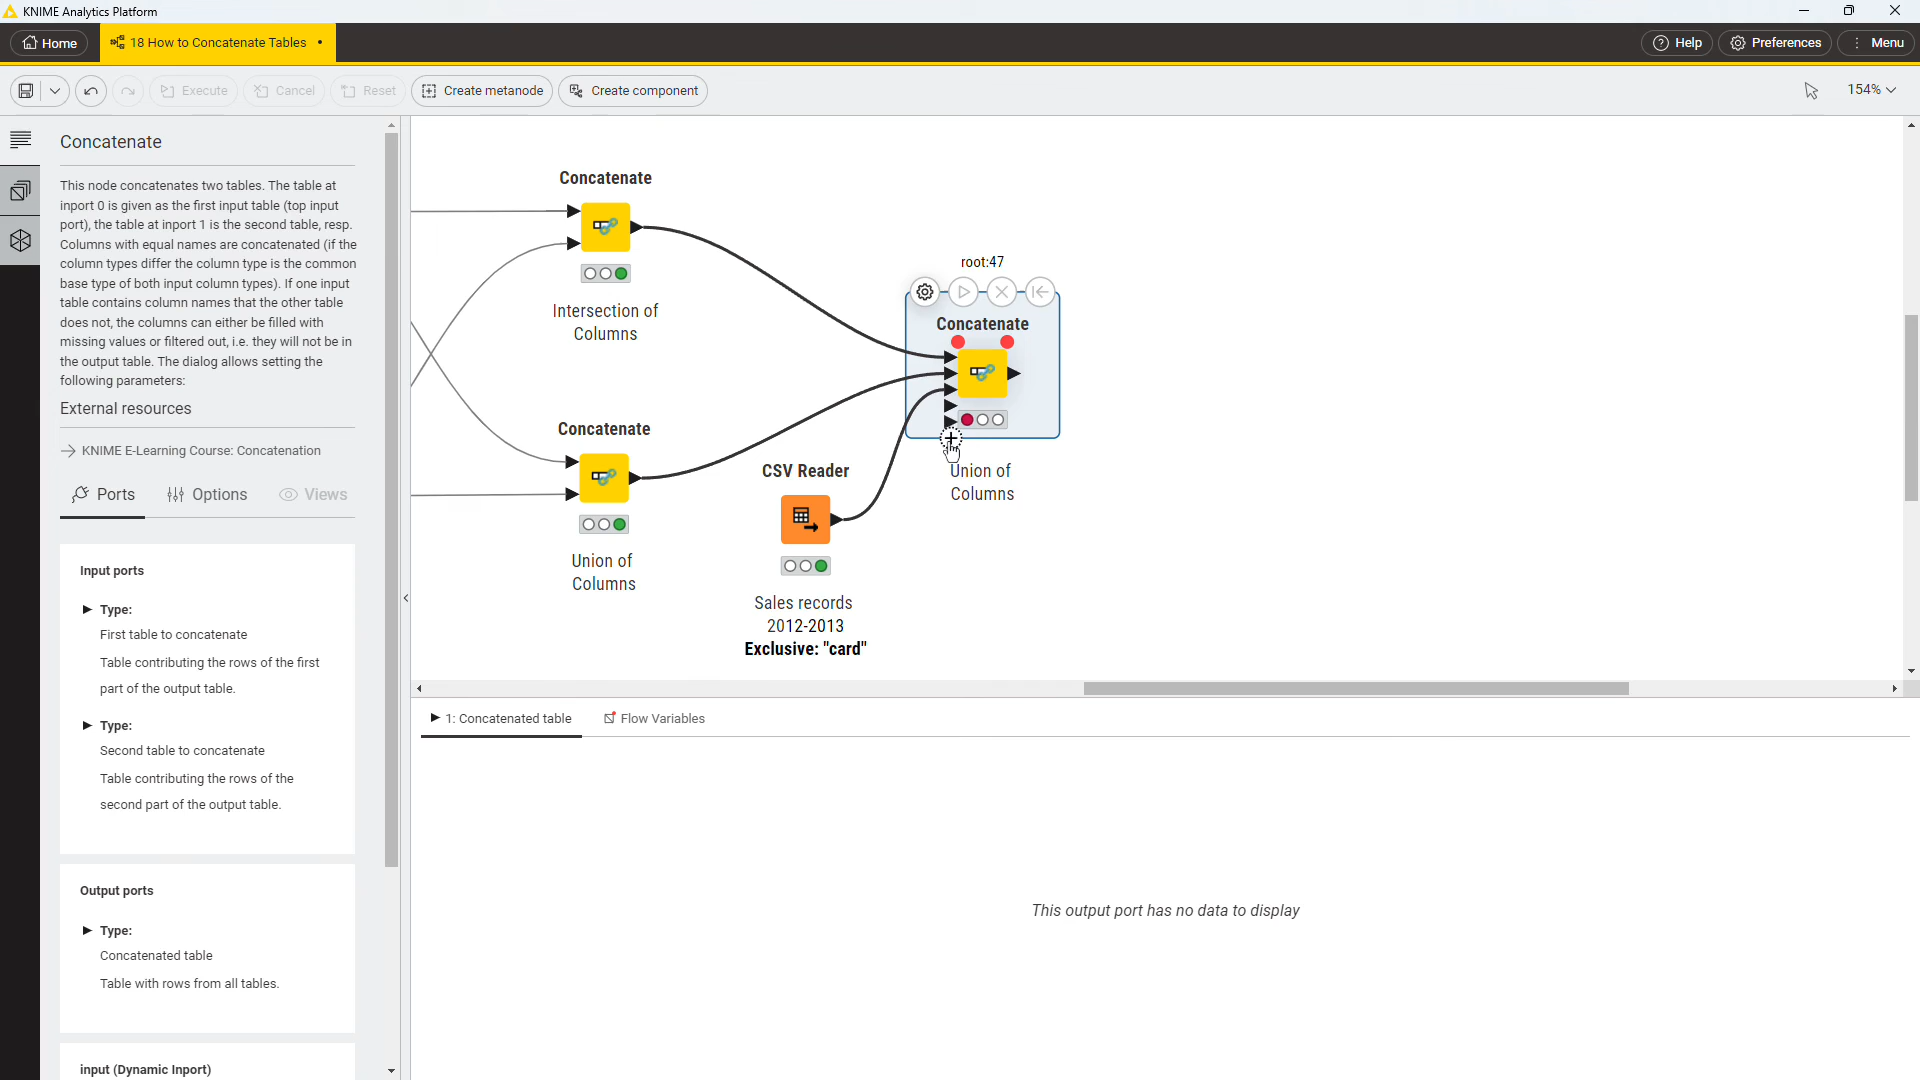 KNIME Analytics Platform
Home
18 How to Concatenate Tables
Help
Preferences
Menu
Execute
Cancel
Reset
Create metanode
Create component
154%
Concatenate
This node concatenates two tables. The table at
inport 0 is given as the first input table (top input
port), the table at inport 1 is the second table, resp.
Columns with equal names are concatenated (if the
column types differ the column type is the common
base type of both input column types). If one input
table contains column names that the other table
does not, the columns can either be filled with
missing values or filtered out, i.e. they will not be in
the output table. The dialog allows setting the
following parameters:
External resources
KNIME E-Learning Course: Concatenation
Ports
Options
Views
Input ports
Type:
First table to concatenate
Table contributing the rows of the first
part of the output table.
Type:
Second table to concatenate
Table contributing the rows of the
second part of the output table.
Output ports
Type:
Concatenated table
Table with rows from all tables.
input (Dynamic Inport)
Concatenate
Intersection of
Columns
root:47
Concatenate
Union of
Columns
Concatenate
Union of
Columns
CSV Reader
Sales records
2012-2013
Exclusive: "card"
1: Concatenated table
Flow Variables
This output port has no data to display